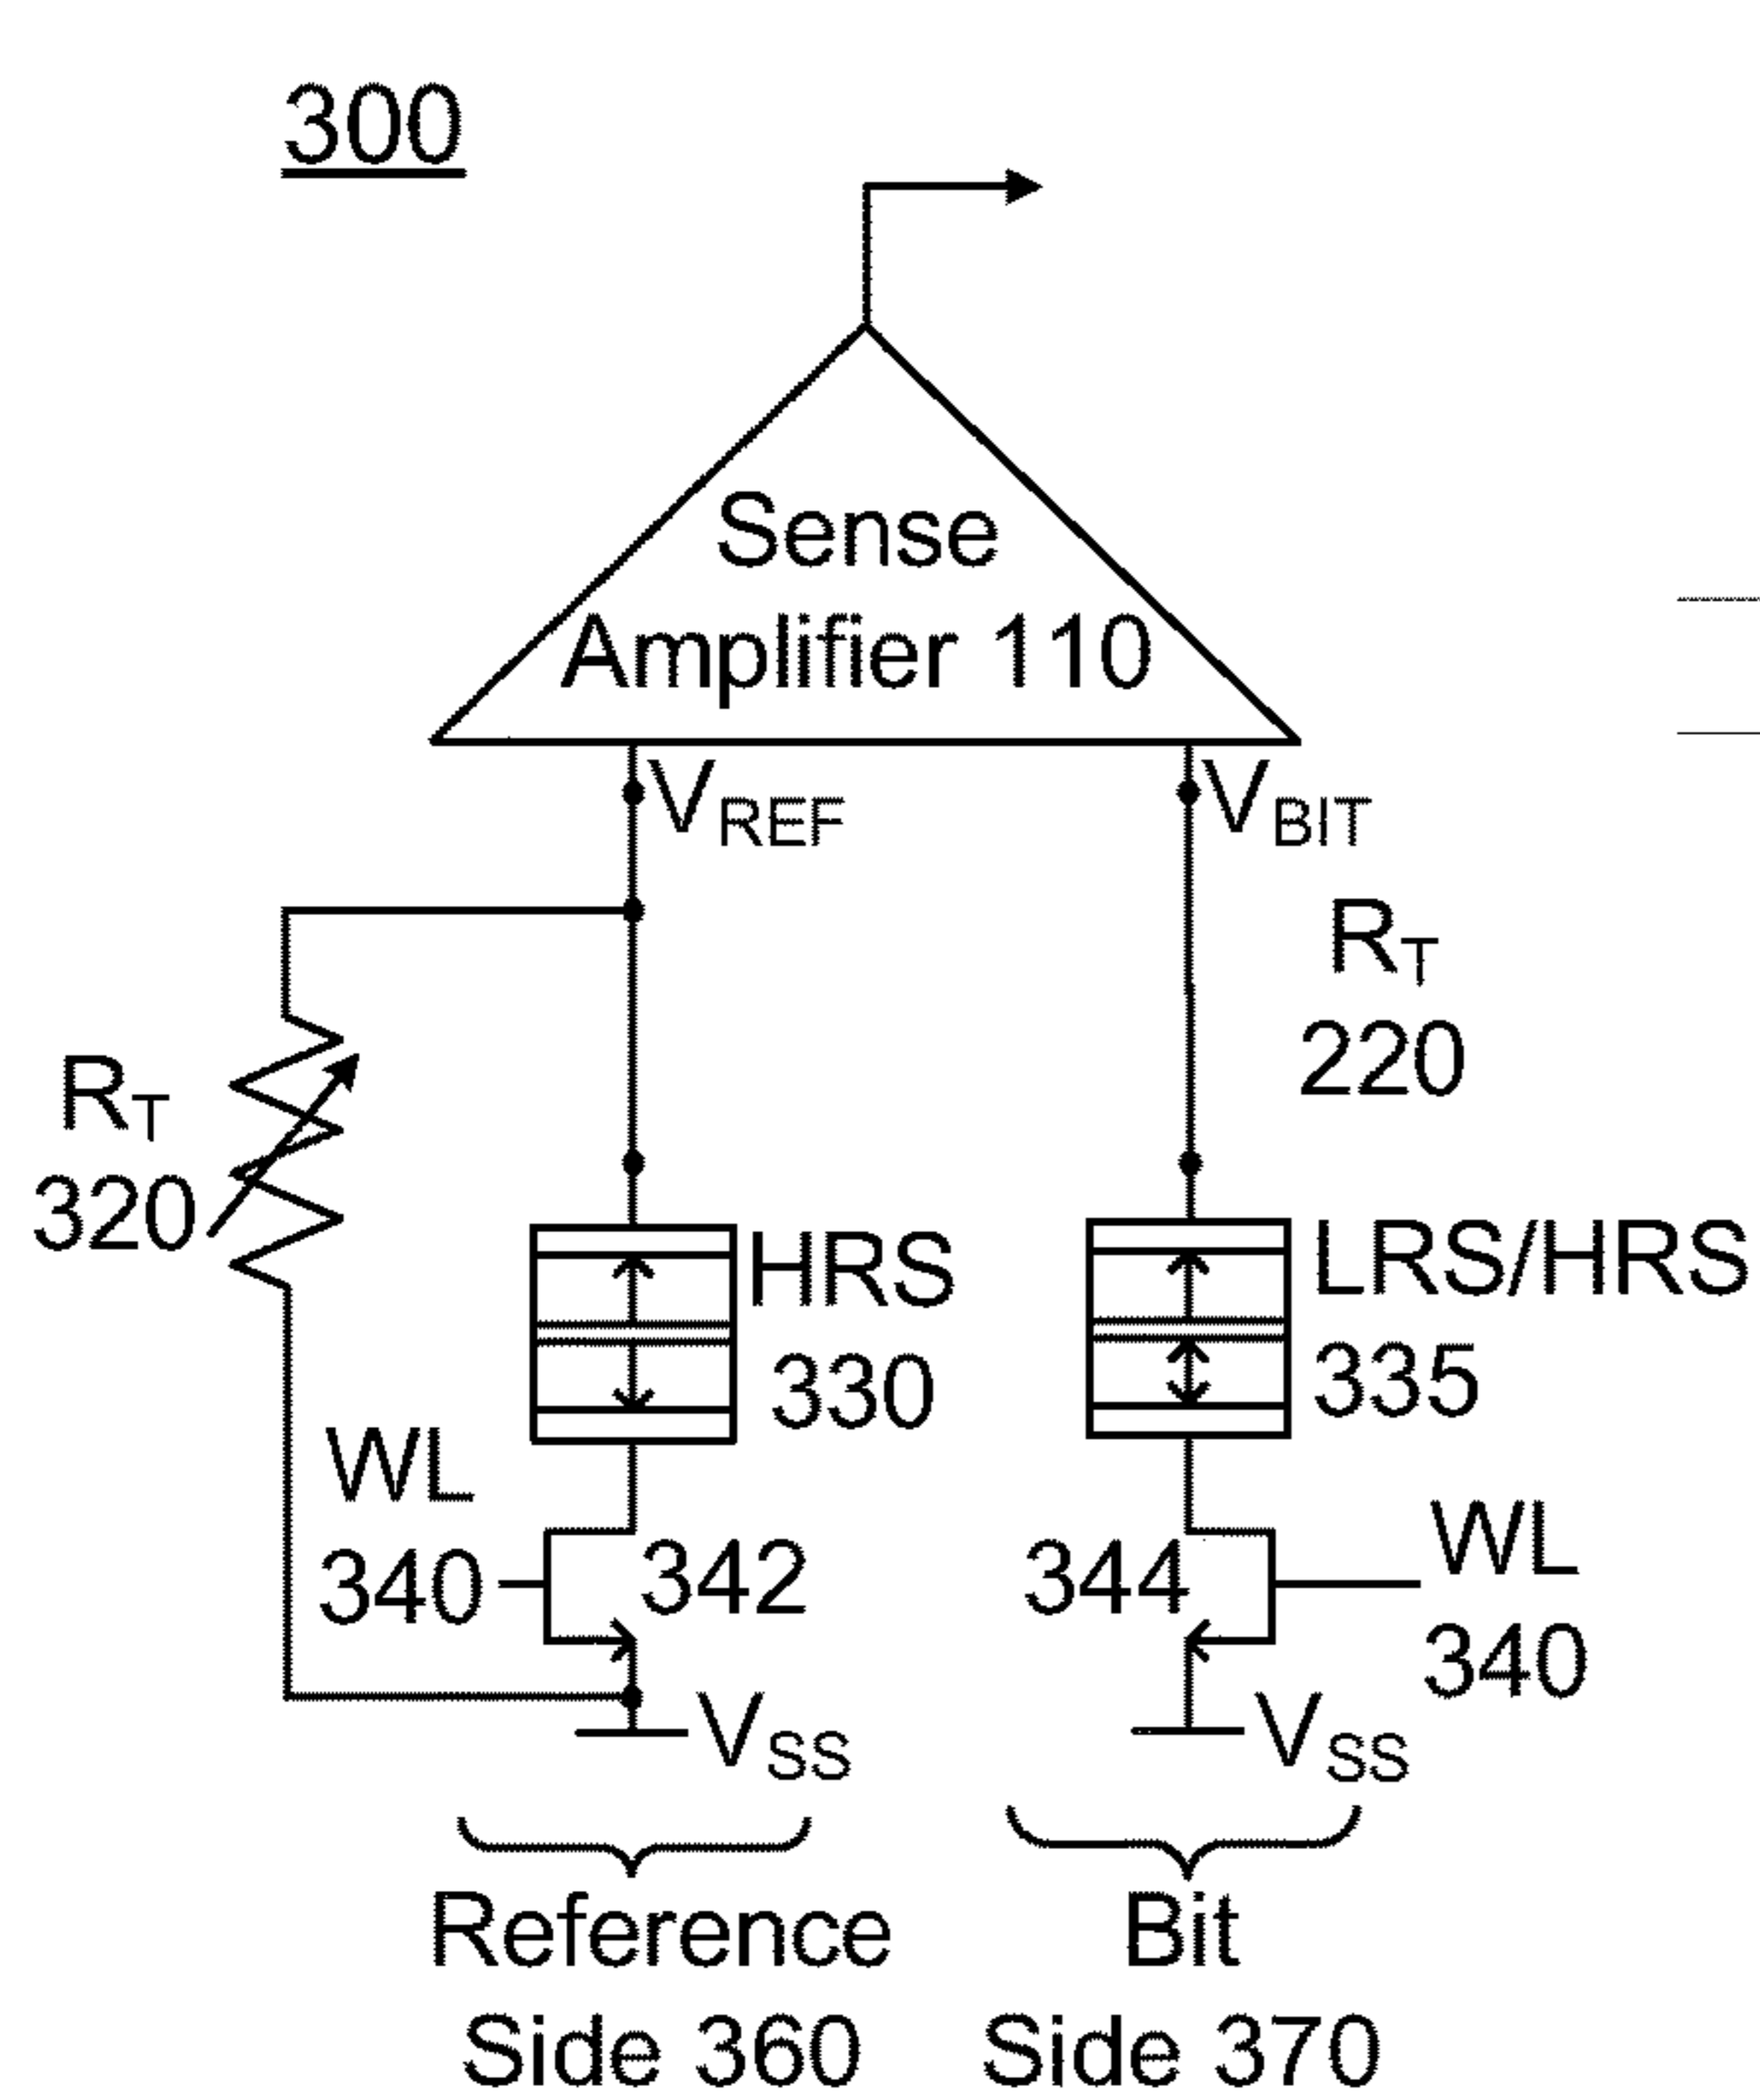 300
Sense
Amplifier 110
VREF
VBIT
RT
220
RT
320
HRS
330
LRS/HRS
335
WL
340
342
344
WL
340
VSS
VSS
Reference
Side 360
Bit
Side 370